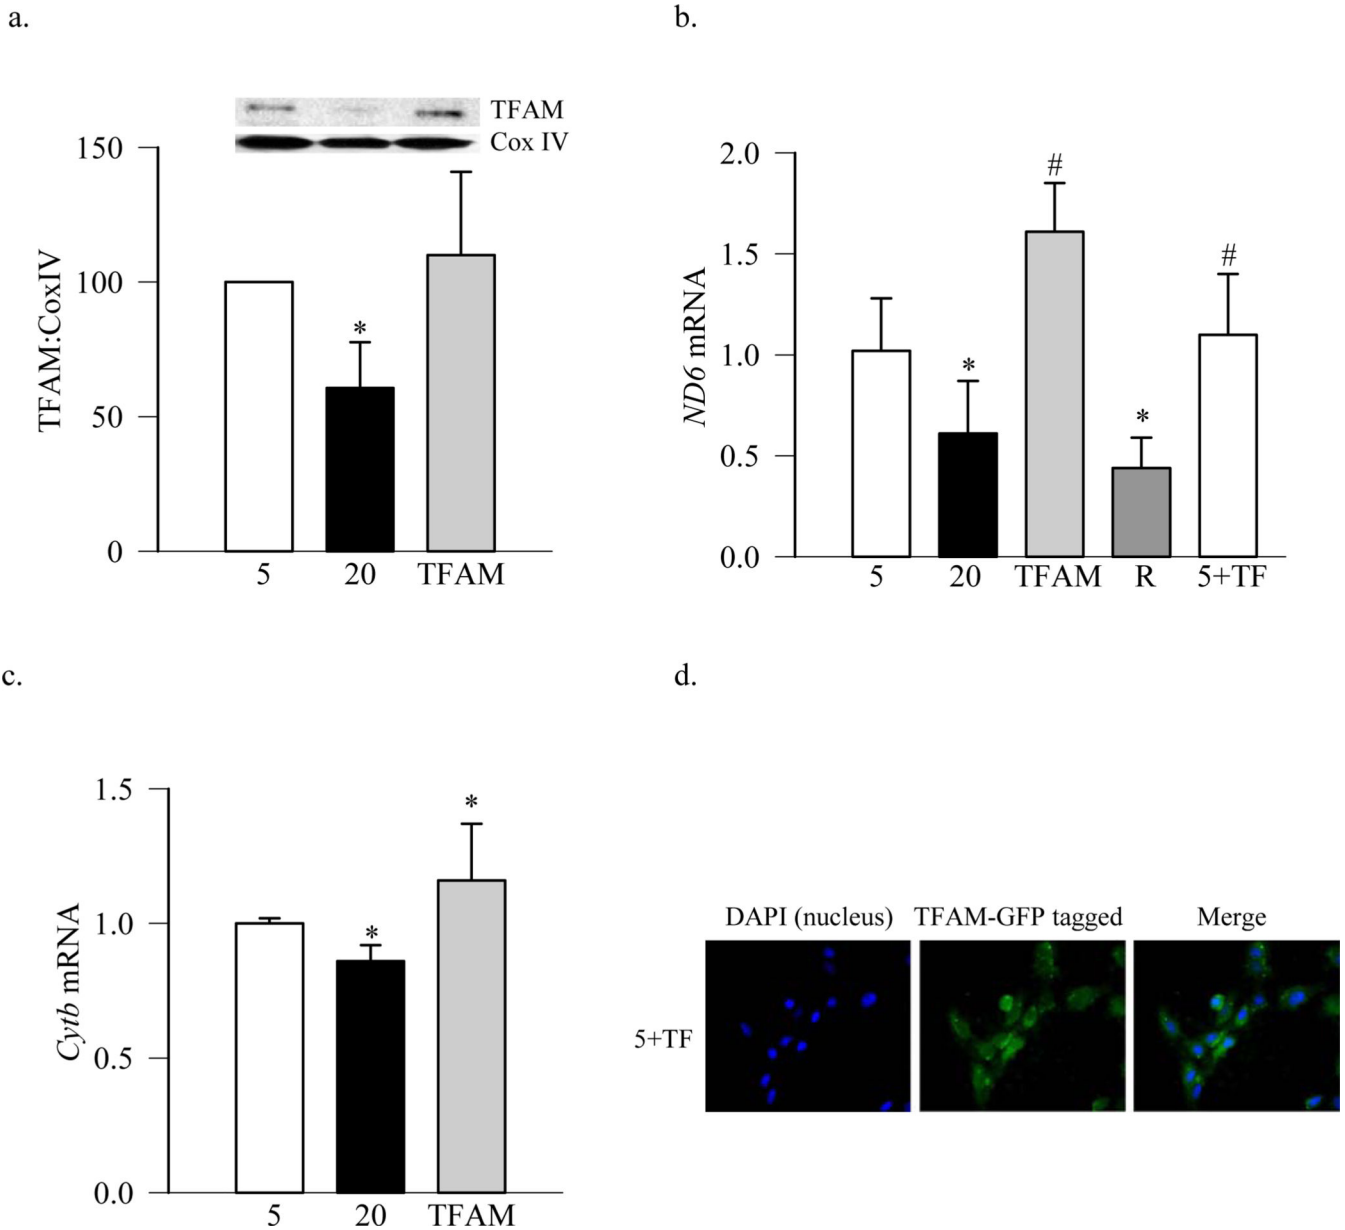 a.
TFAM
Cox IV
150
100
50
0
TFAM:CoxIV
*
5 20 TFAM
b.
2.0
1.5
1.0
0.5
0.0
ND6 mRNA
* # * #
5 20 TFAM R 5+TF
c.
1.5
1.0
0.5
0.0
Cytb mRNA
* *
5 20 TFAM
d.
DAPI (nucleus) TFAM-GFP tagged Merge
5+TF